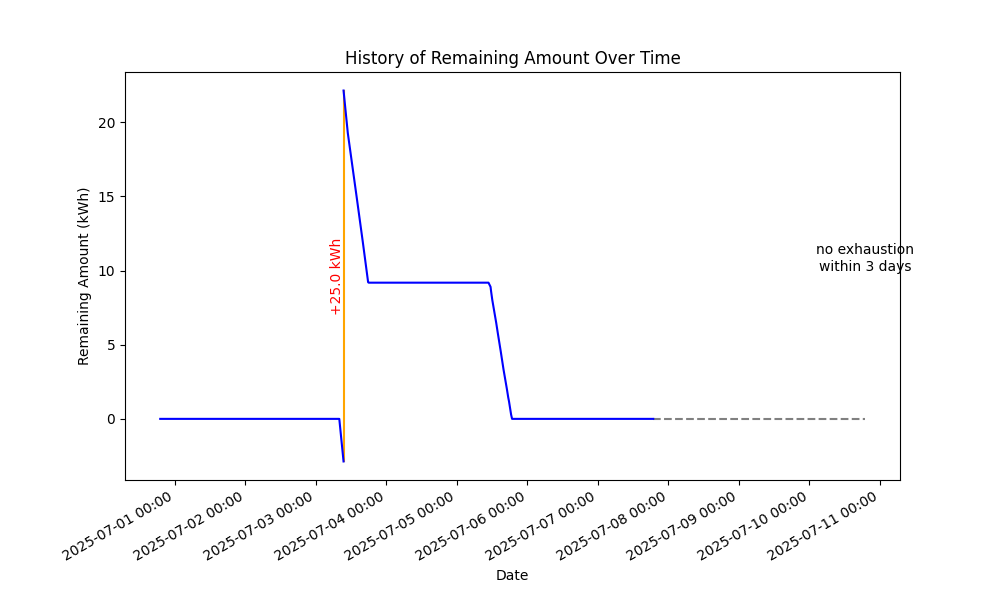 History of Remaining Amount Over Time
Remaining Amount (kWh)
20
15
10
5
0
+25.0 kWh
no exhaustion
within 3 days
2025-07-01 00:00
2025-07-02 00:00
2025-07-03 00:00
2025-07-04 00:00
2025-07-05 00:00
2025-07-06 00:00
2025-07-07 00:00
2025-07-08 00:00
2025-07-09 00:00
2025-07-10 00:00
2025-07-11 00:00
Date